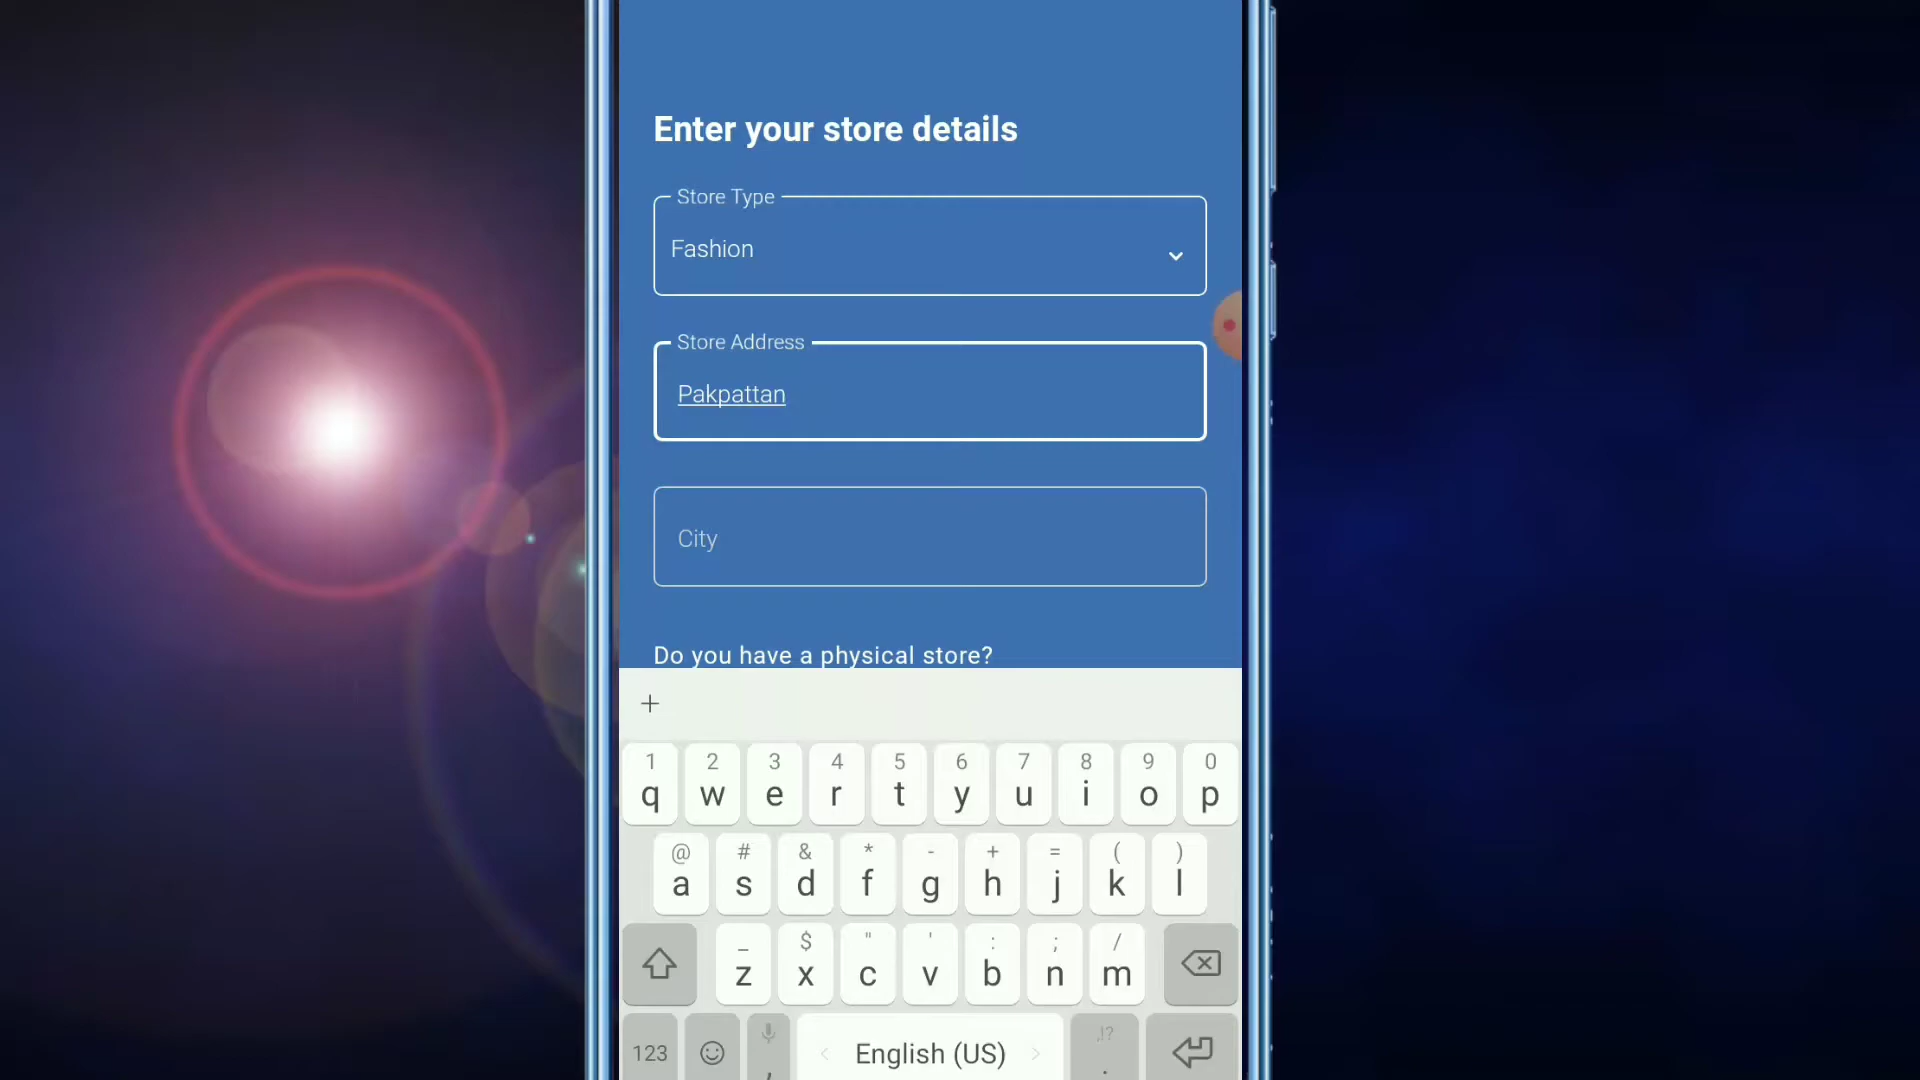 Enter your store details
Store Type
Fashion
Store Address
Pakpattan
City
Do you have a physical store?
+
1 2 3 4 5 6 7 8 9 0
q w e r t y u i o p
@ # & * - + = ( )
a s d f g h j k l
_ $ " ' : ; /
z x c v b n m
,!?
123 , < English (US) > .